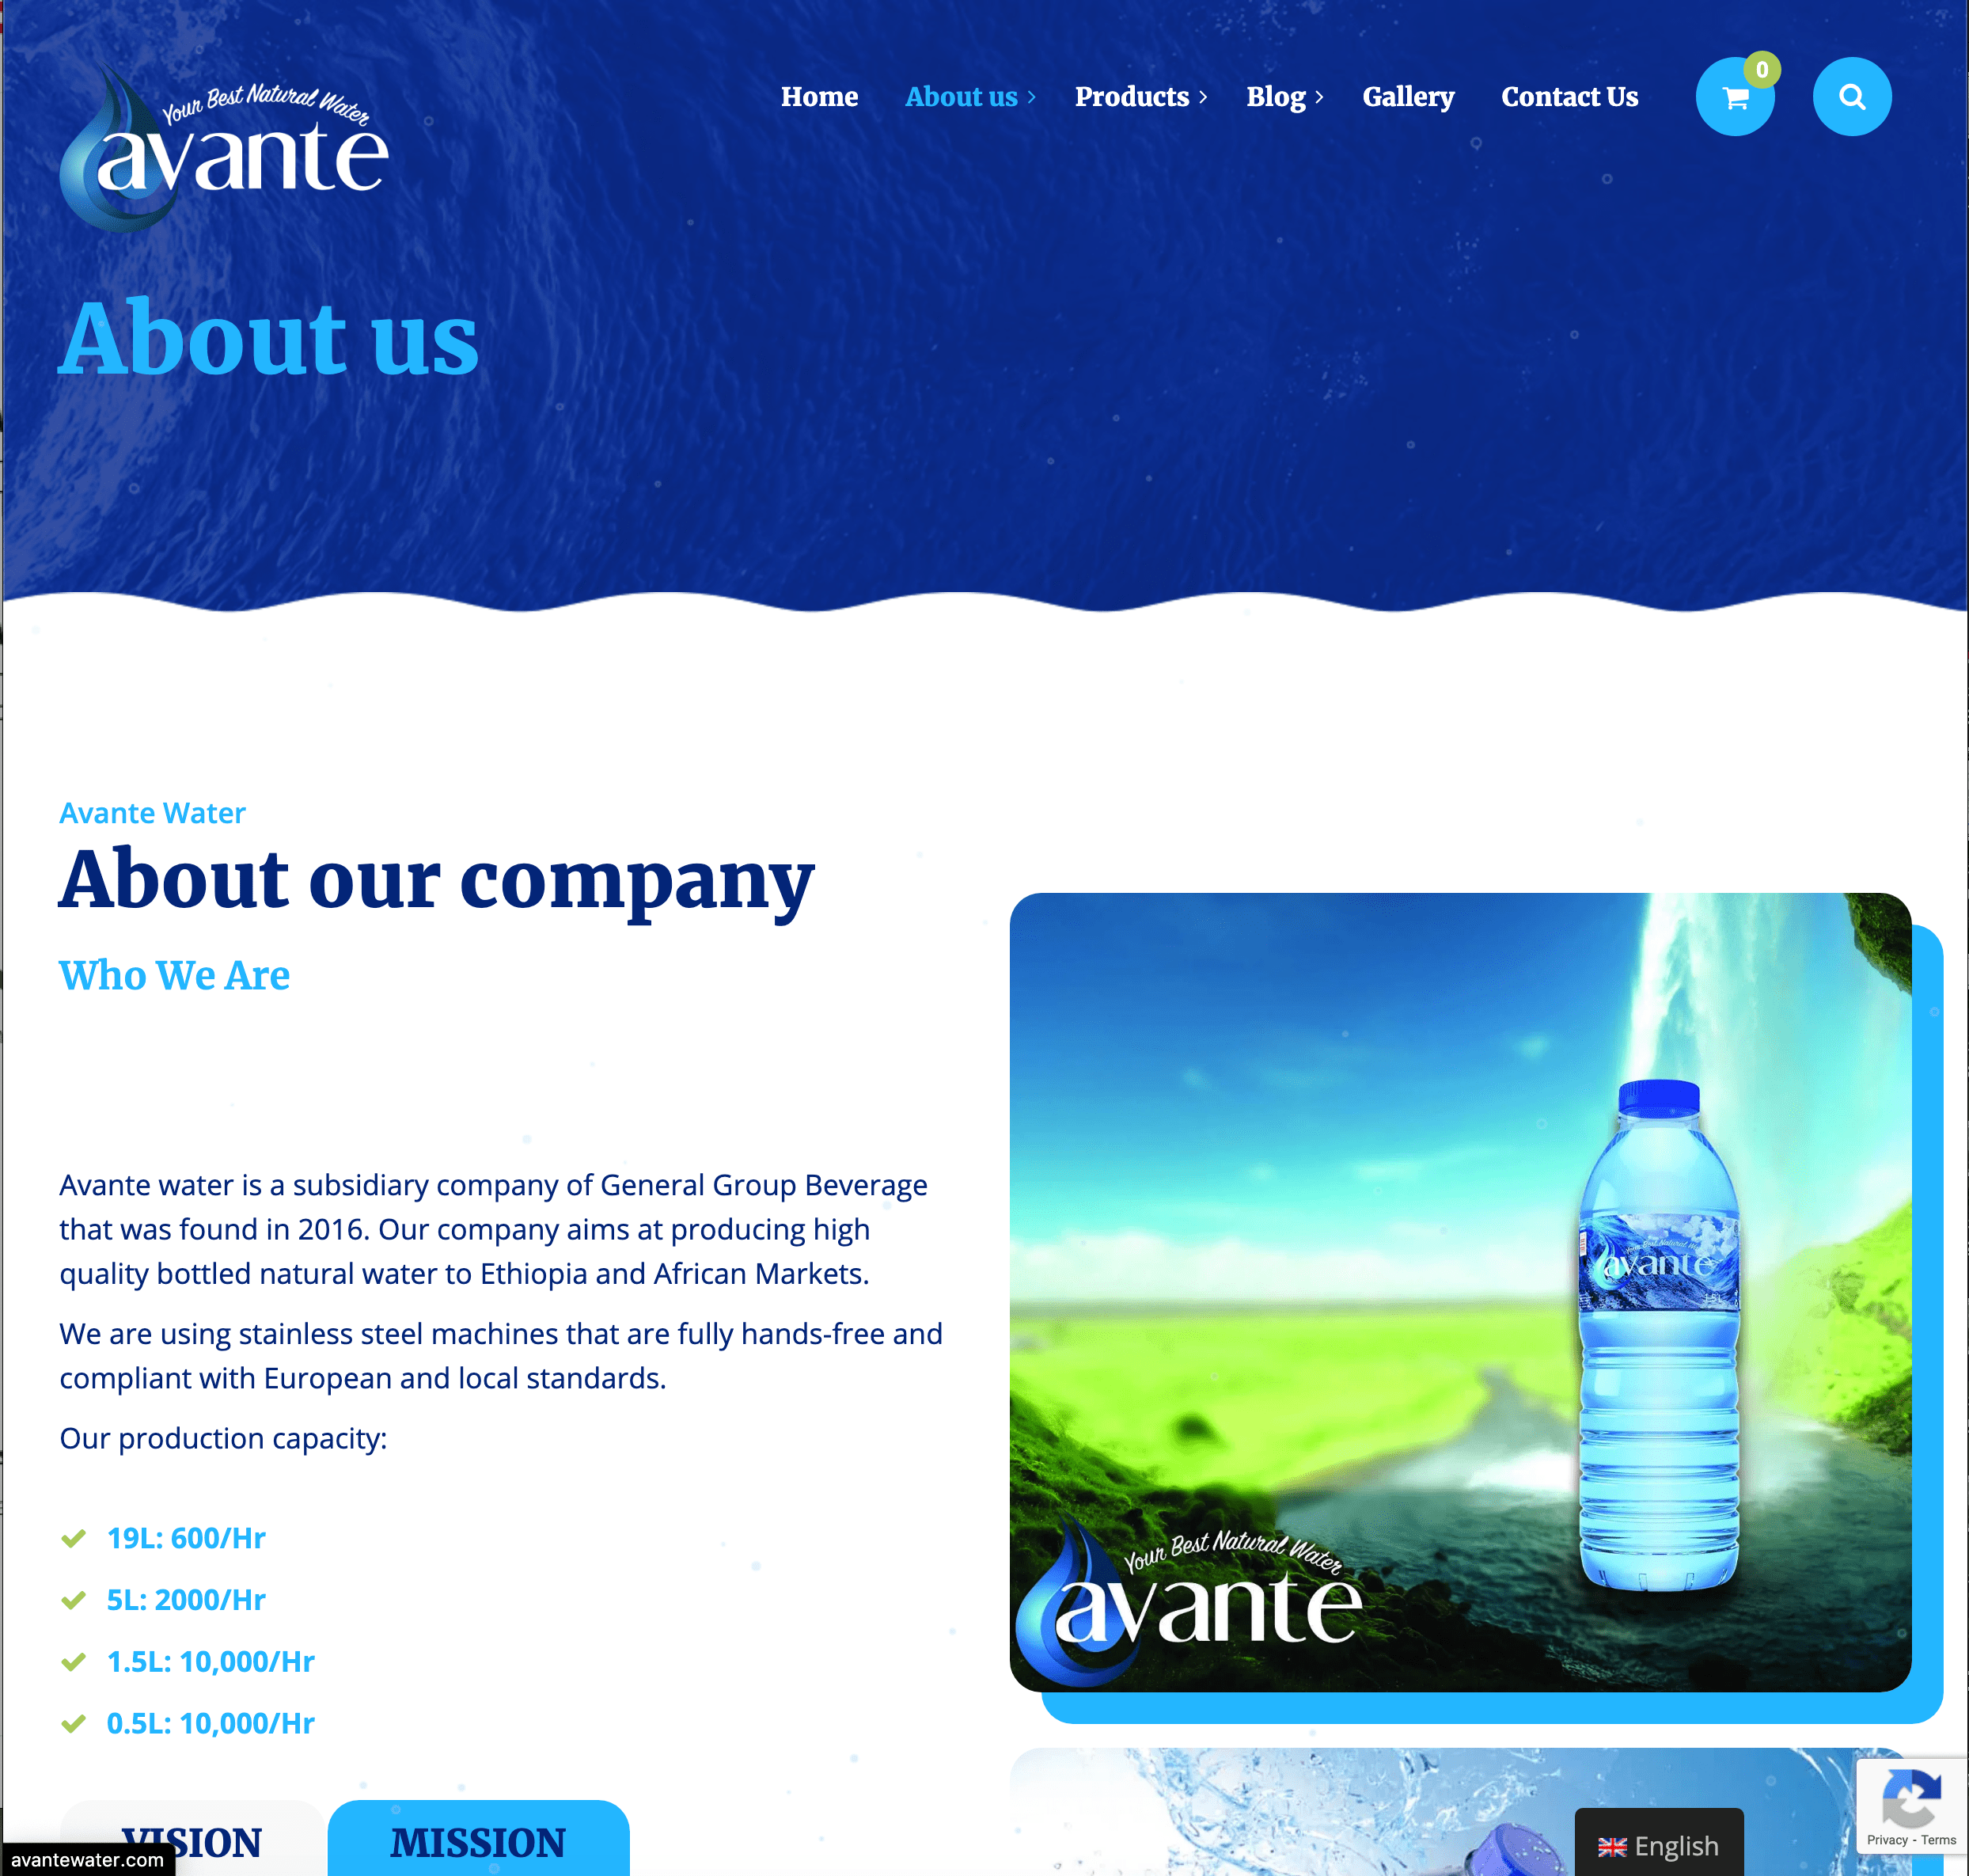 Your Best Natural Water
avante
Home
About us
Products
Blog
Gallery
Contact Us
0
About us
Avante Water
About our company
Who We Are
Avante water is a subsidiary company of General Group Beverage
that was found in 2016. Our company aims at producing high
quality bottled natural water to Ethiopia and African Markets.
We are using stainless steel machines that are fully hands-free and
compliant with European and local standards.
Our production capacity:
19L: 600/Hr
5L: 2000/Hr
1.5L: 10,000/Hr
0.5L: 10,000/Hr
Your Best Natural Water
avante
Your Best Natural Water
avante
VISION
MISSION
avantewater.com
English
Privacy - Terms